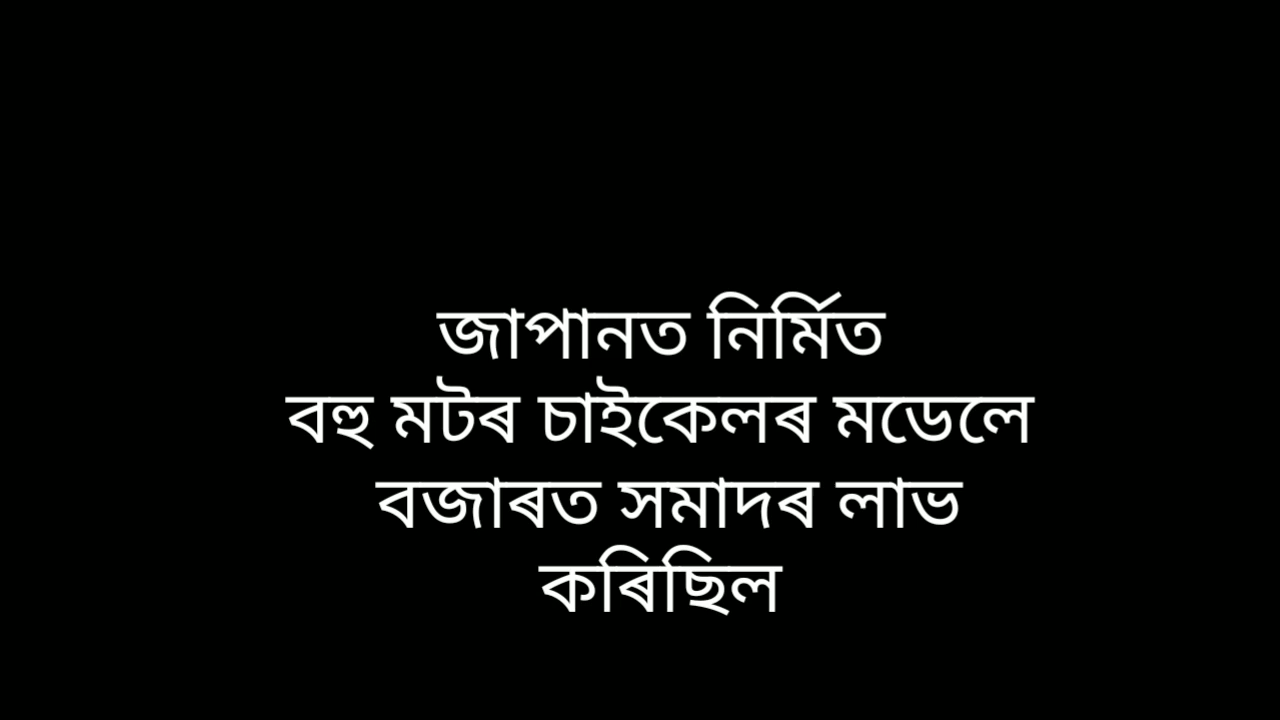 জাপানত নিৰ্মিত
বহু মটৰ চাইকেলৰ মডেলে
বজাৰত সমাদৰ লাভ
কৰিছিল